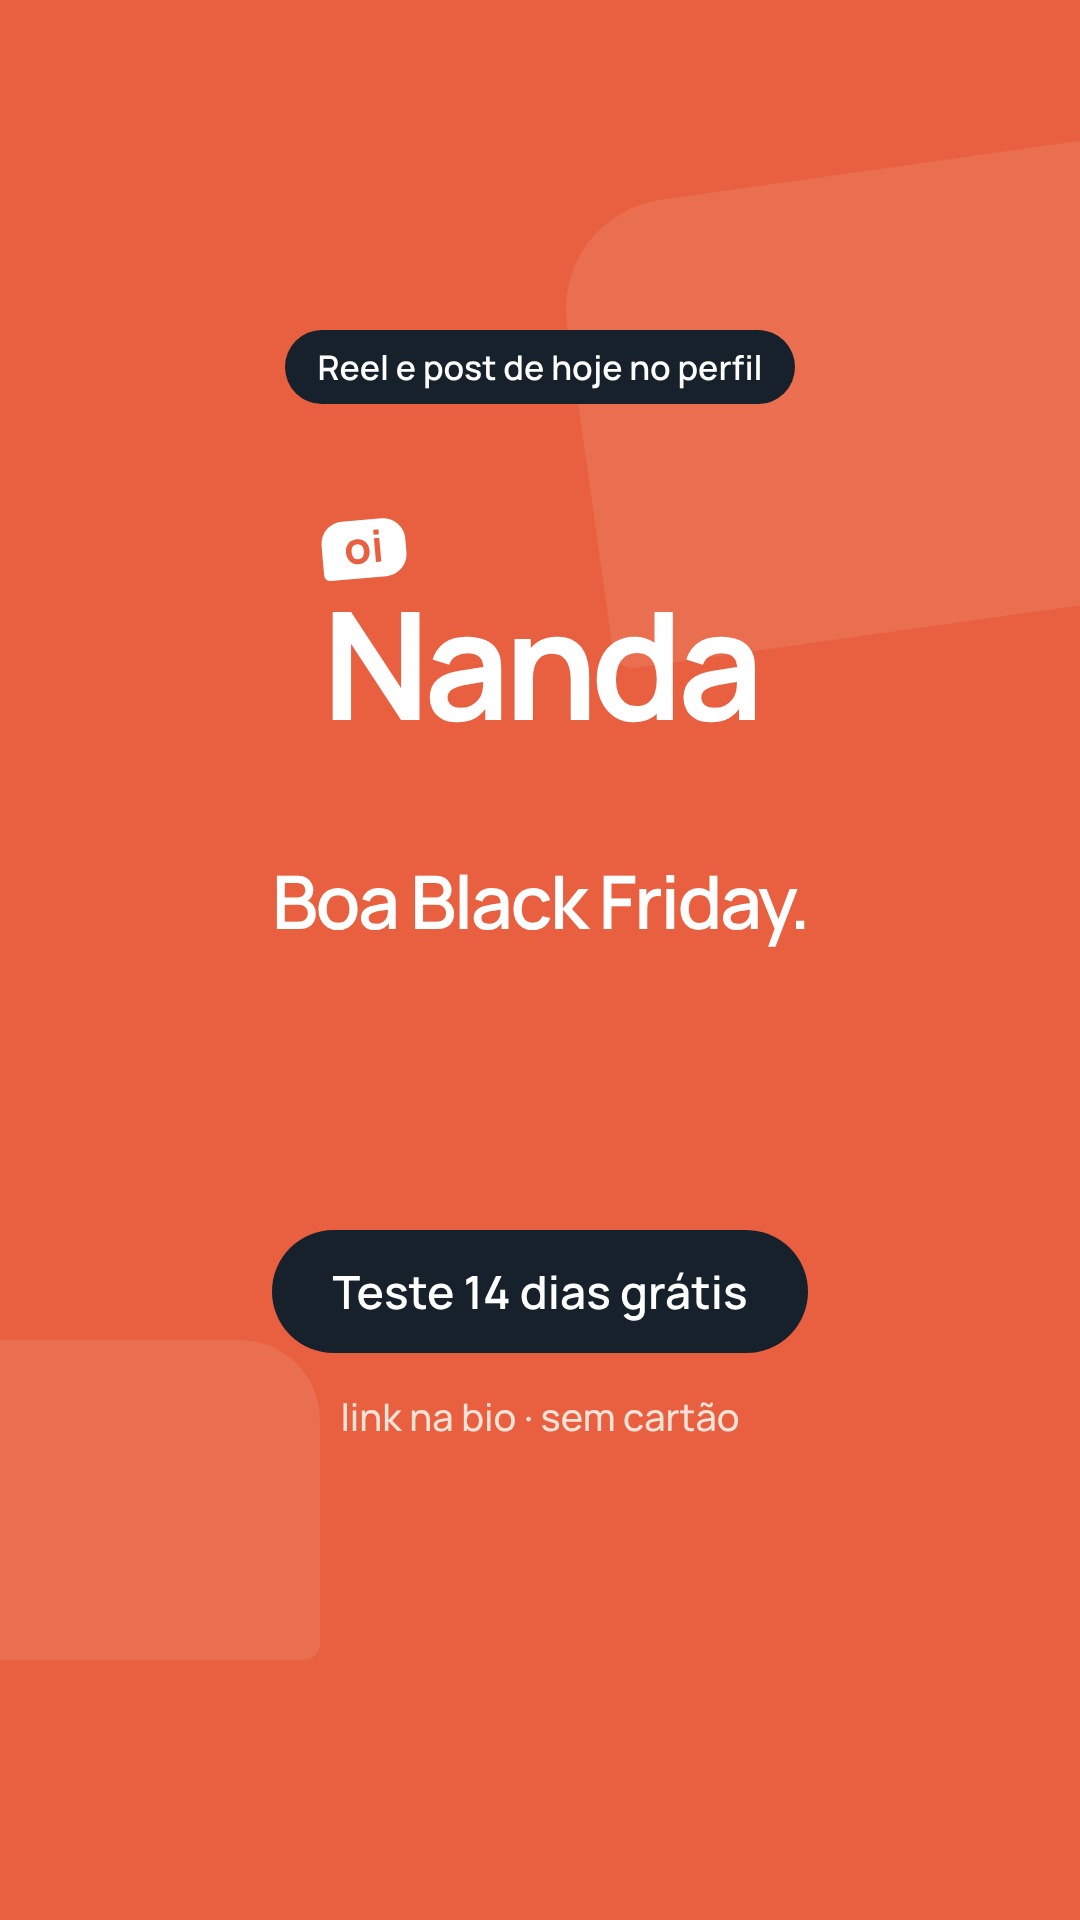 Reel e post de hoje no perfil
oi
Nanda
Boa Black Friday.
Teste 14 dias grátis
link na bio · sem cartão